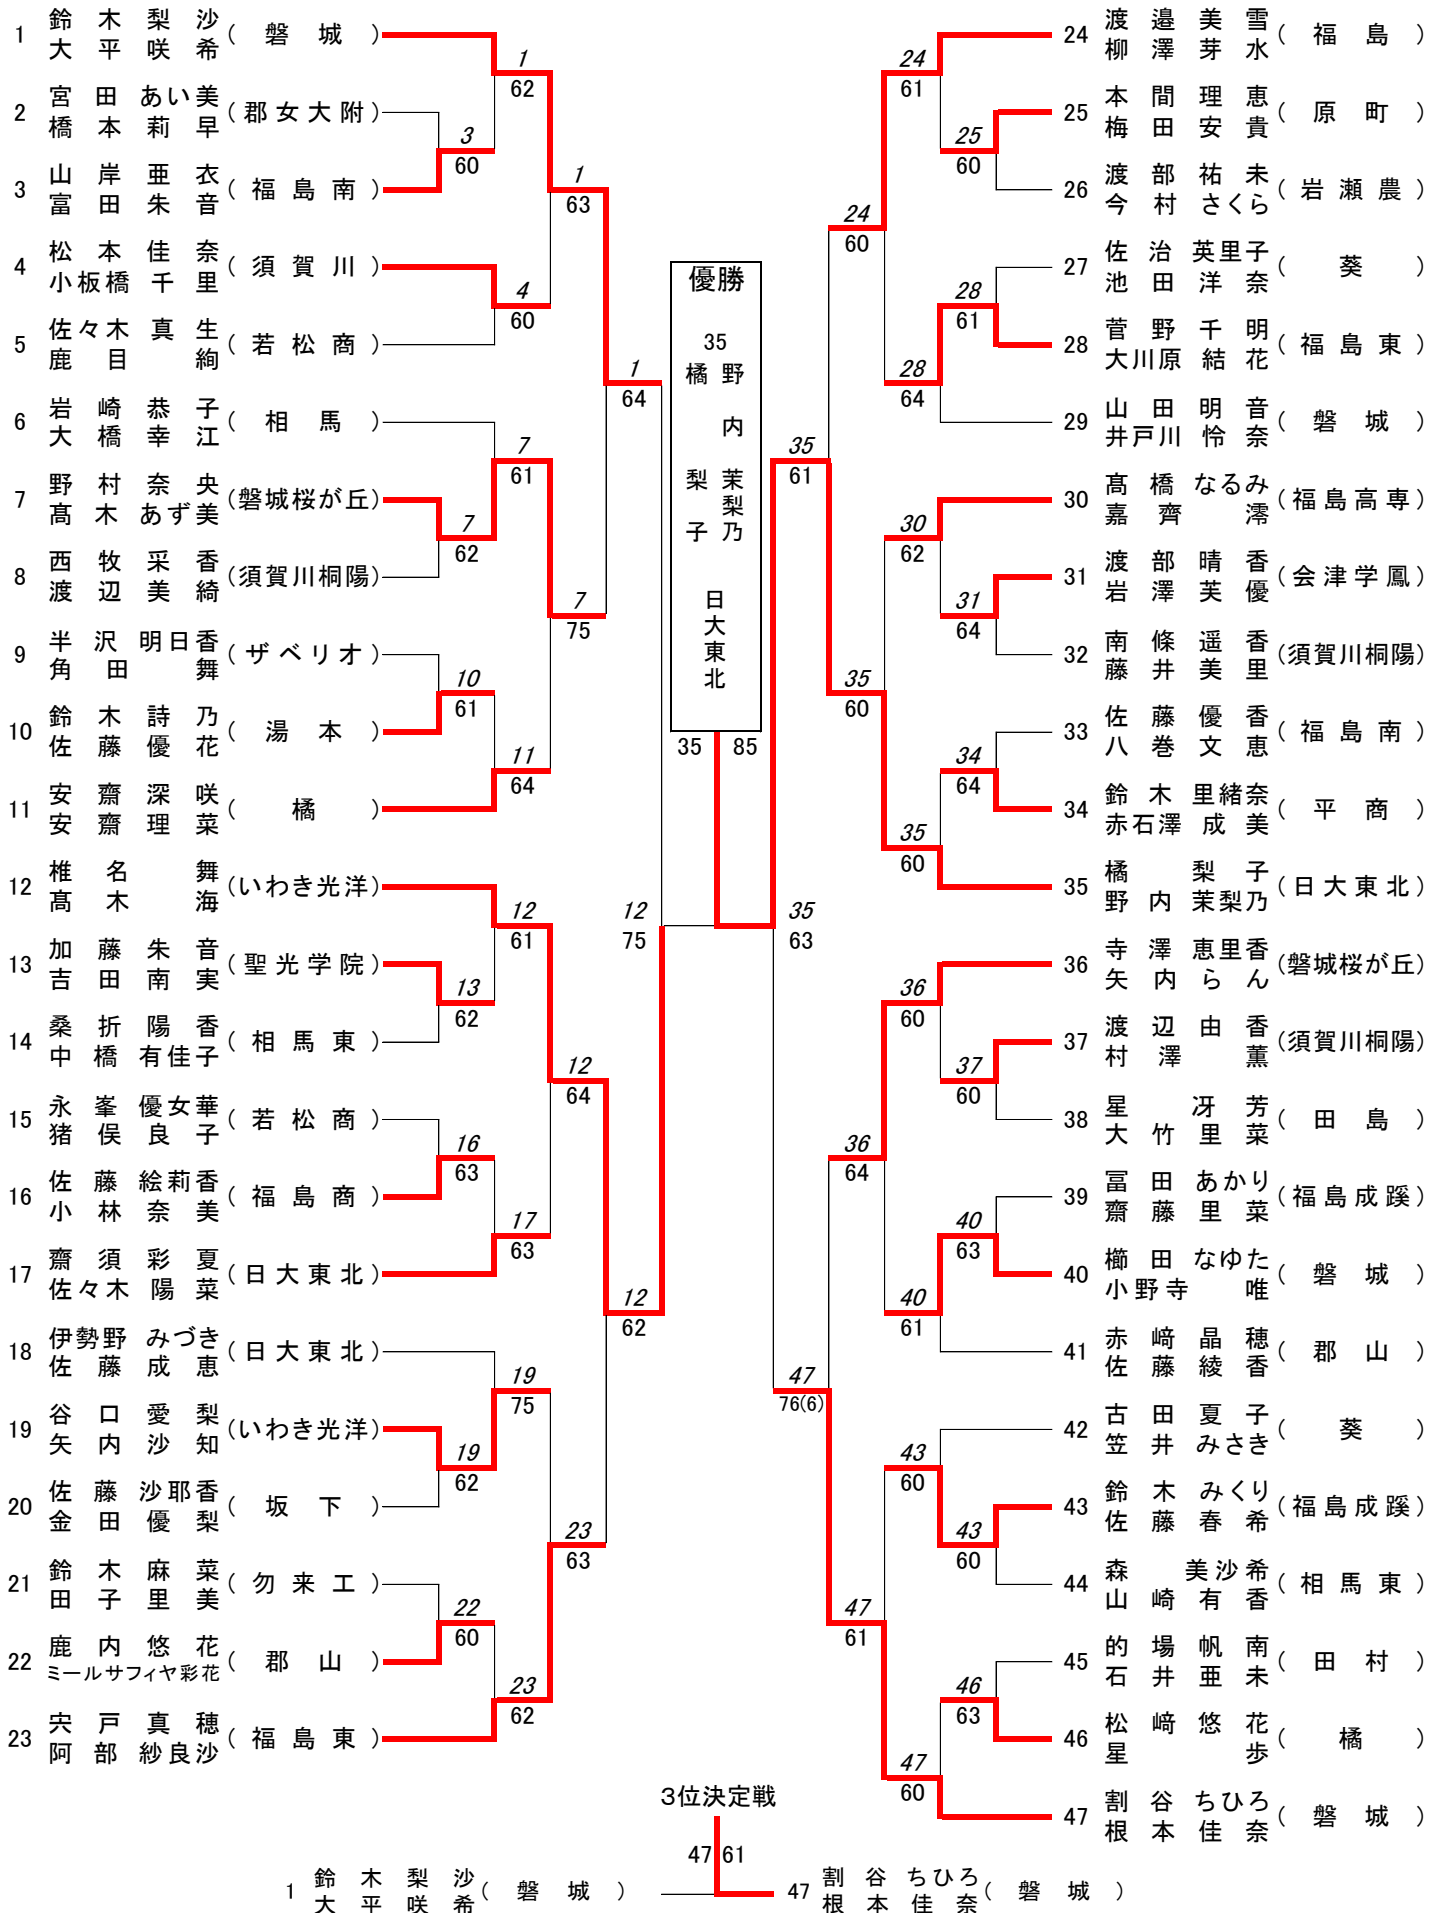 1 鈴木梨沙 大平咲希 (磐城)
2 宮田あい美 橋本莉早 (郡女大附)
3 山岸亜衣 富田朱音 (福島南)
4 松本佳奈 小板橋千里 (須賀川)
5 佐々木真生 鹿目絢 (若松商)
6 岩崎恭子 大橋幸江 (相馬)
7 野村奈央 髙木あず美 (磐城桜が丘)
8 西牧采香 渡辺美綺 (須賀川桐陽)
9 半沢明日香 角田舞 (ザベリオ)
10 鈴木詩乃 佐藤優花 (湯本)
11 安齋深咲 安齋理菜 (橘)
12 椎名舞 髙木海 (いわき光洋)
13 加藤朱音 吉田南実 (聖光学院)
14 桑折陽香 中橋有佳子 (相馬東)
15 永峯優女華 猪俣良子 (若松商)
16 佐藤絵莉香 小林奈美 (福島商)
17 齋須彩夏 佐々木陽菜 (日大東北)
18 伊勢野みづき 佐藤成恵 (日大東北)
19 谷口愛梨 矢内沙知 (いわき光洋)
20 佐藤沙耶香 金田優梨 (坂下)
21 鈴木麻菜 田子里美 (勿来工)
22 鹿内悠花 ミールサフィヤ彩花 (郡山)
23 宍戸真穂 阿部紗良沙 (福島東)
3 60
7 62
10 61
13 62
16 63
19 62
22 60
1 62
4 60
7 61
11 64
12 61
17 63
19 75
23 62
1 63
7 75
12 64
23 63
1 64
12 62
12 75
優勝
35
橘梨子
野内茉梨乃
日大東北
35 85
35 63
35 61
47 76(6)
24 60
35 60
36 64
47 61
24 61
28 64
30 62
35 60
36 60
40 61
43 60
47 60
25 60
28 61
31 64
34 64
37 60
40 63
43 60
46 63
24 渡邉美雪 柳澤芽水 (福島)
25 本間理恵 梅田安貴 (原町)
26 渡部祐未 今村さくら (岩瀬農)
27 佐治英里子 池田洋奈 (葵)
28 菅野千明 大川原結花 (福島東)
29 山田明音 井戸川怜奈 (磐城)
30 髙橋なるみ 嘉齊澪 (福島高専)
31 渡部晴香 岩澤芙優 (会津学鳳)
32 南條遥香 藤井美里 (須賀川桐陽)
33 佐藤優香 八巻文恵 (福島南)
34 鈴木里緒奈 赤石澤成美 (平商)
35 橘梨子 野内茉梨乃 (日大東北)
36 寺澤恵里香 矢内らん (磐城桜が丘)
37 渡辺由香 村澤薫 (須賀川桐陽)
38 星冴芳 大竹里菜 (田島)
39 冨田あかり 齋藤里菜 (福島成蹊)
40 櫛田なゆた 小野寺唯 (磐城)
41 赤﨑晶穂 佐藤綾香 (郡山)
42 古田夏子 笠井みさき (葵)
43 鈴木みくり 佐藤春希 (福島成蹊)
44 森美沙希 山崎有香 (相馬東)
45 的場帆南 石井亜未 (田村)
46 松﨑悠花 星歩 (橘)
47 割谷ちひろ 根本佳奈 (磐城)
3位決定戦
47 61
1 鈴木梨沙 大平咲希 (磐城)
47 割谷ちひろ 根本佳奈 (磐城)